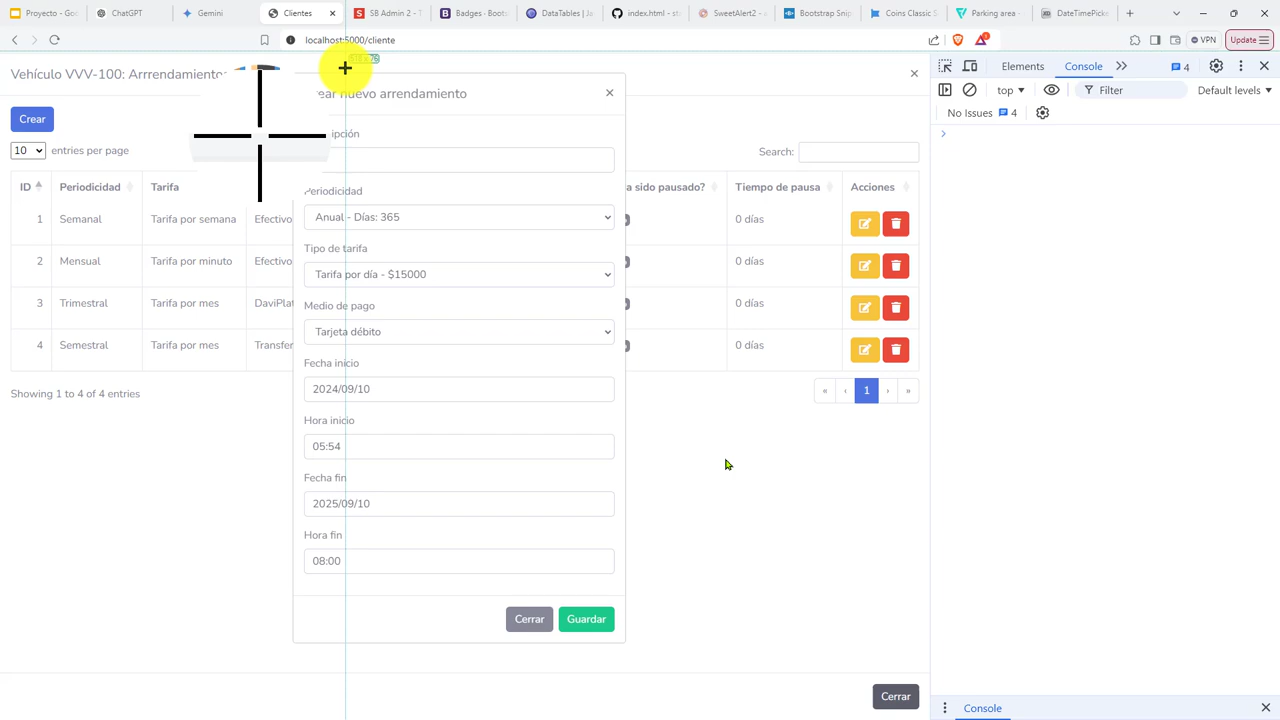 Proyecto - Goo
ChatGPT
Gemini
Clientes
SB Admin 2 - T
Badges - Boots
DataTables | Ja
index.html - sta
SweetAlert2 - a
Bootstrap Snip
Coins Classic S
Parking area -
DateTimePicke
localhost:5000/cliente
VPN
Update
Vehículo VVV-100: Arrrendamientos
Crear
10 entries per page
Search:
ID Periodicidad Tarifa
a sido pausado? Tiempo de pausa Acciones
1 Semanal Tarifa por semana Efectivo 0 días
2 Mensual Tarifa por minuto Efectivo 0 días
3 Trimestral Tarifa por mes DaviPlat 0 días
4 Semestral Tarifa por mes Transfer 0 días
Showing 1 to 4 of 4 entries
« ‹ 1 › »
ear nuevo arrendamiento
ipción
Periodicidad
Anual - Días: 365
Tipo de tarifa
Tarifa por día - $15000
Medio de pago
Tarjeta débito
Fecha inicio
2024/09/10
Hora inicio
05:54
Fecha fin
2025/09/10
Hora fin
08:00
Cerrar
Guardar
Cerrar
Elements
Console
4
top
Filter
Default levels
No Issues 4
Console